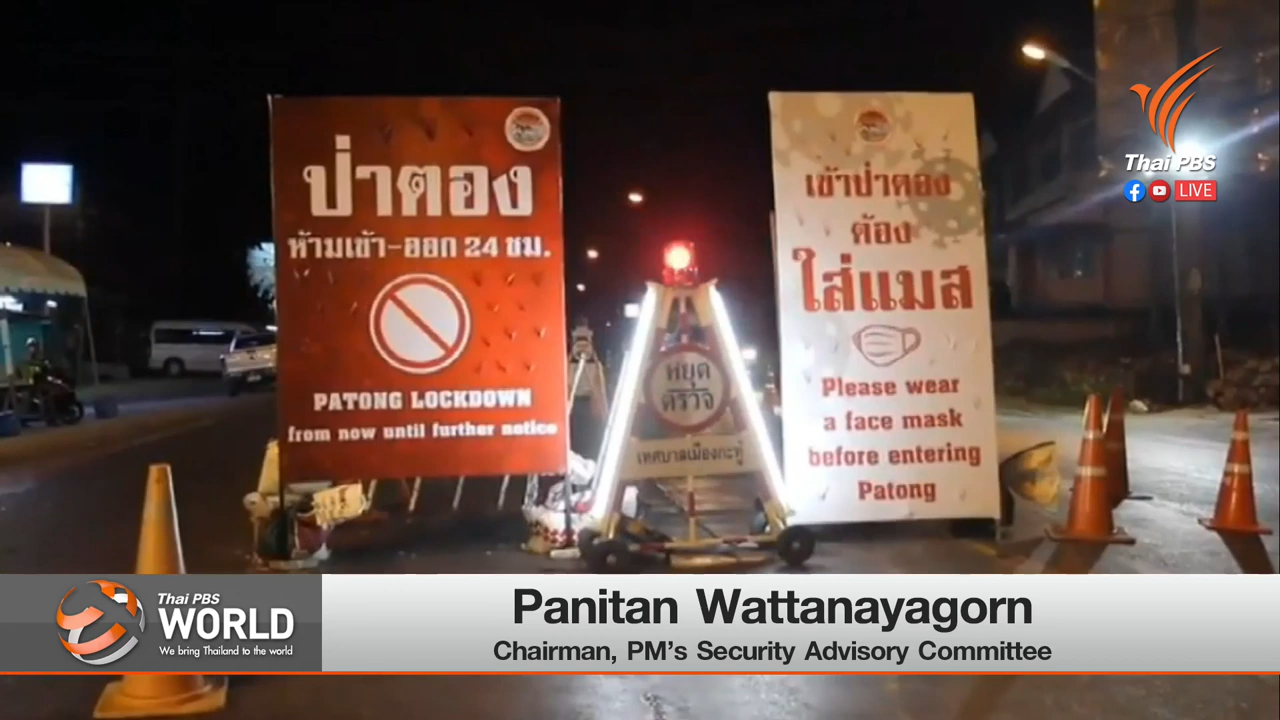 ป่าตอง
ห้ามเข้า-ออก 24 ชม.
PATONG LOCKDOWN
from now until further notice
หยุด
ตรวจ
เทศบาลเมืองกะทู้
เข้าป่าตอง
ต้อง
ใส่แมส
Please wear
a face mask
before entering
Patong
Thai PBS
LIVE
Thai PBS
WORLD
We bring Thailand to the world
Panitan Wattanayagorn
Chairman, PM's Security Advisory Committee